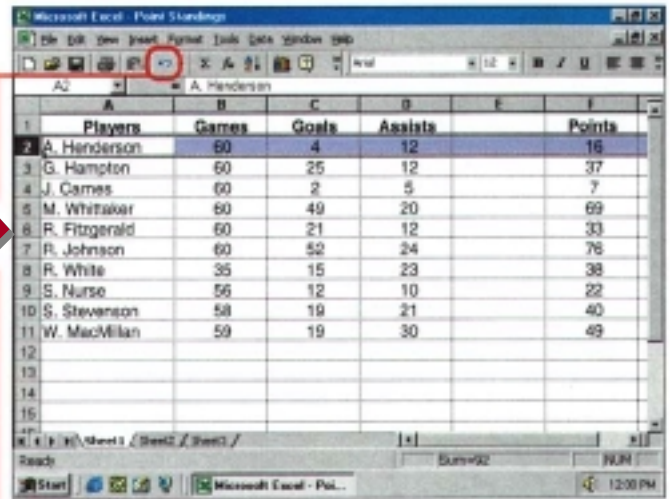 Microsoft Excel - Point Standings
File Edit View Insert Format Tools Data Window Help
Arial 12 B I U
A2 = A. Henderson
A B C D E F
1 Players Games Goals Assists Points
2 A. Henderson 60 4 12 16
3 G. Hampton 60 25 12 37
4 J. Carnes 60 2 5 7
5 M. Whittaker 60 49 20 69
6 R. Fitzgerald 60 21 12 33
7 R. Johnson 60 52 24 76
8 R. White 35 15 23 38
9 S. Nurse 56 12 10 22
10 S. Stevenson 58 19 21 40
11 W. MacMillan 59 19 30 49
12
13
14
15
Sheet1 Sheet2 Sheet3
Ready Sum=92 NUM
Start Microsoft Excel - Poi... 12:00 PM